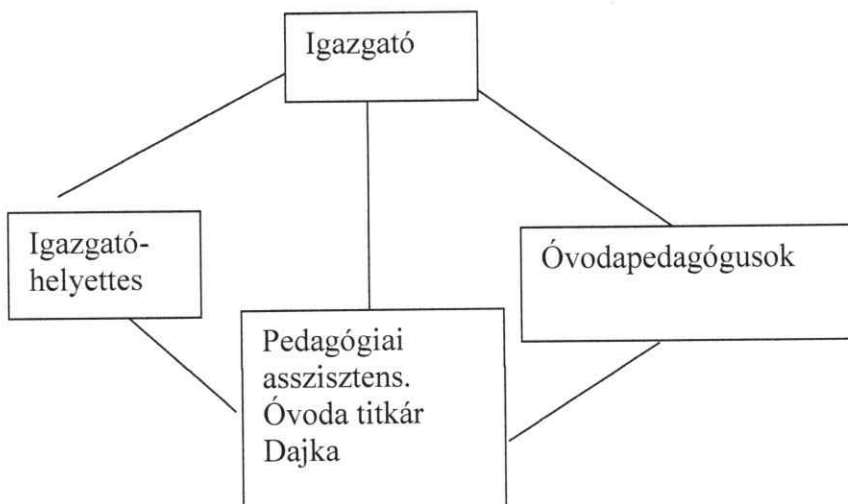 Igazgató
Igazgató-
helyettes
Óvodapedagógusok
Pedagógiai
asszisztens.
Óvoda titkár
Dajka